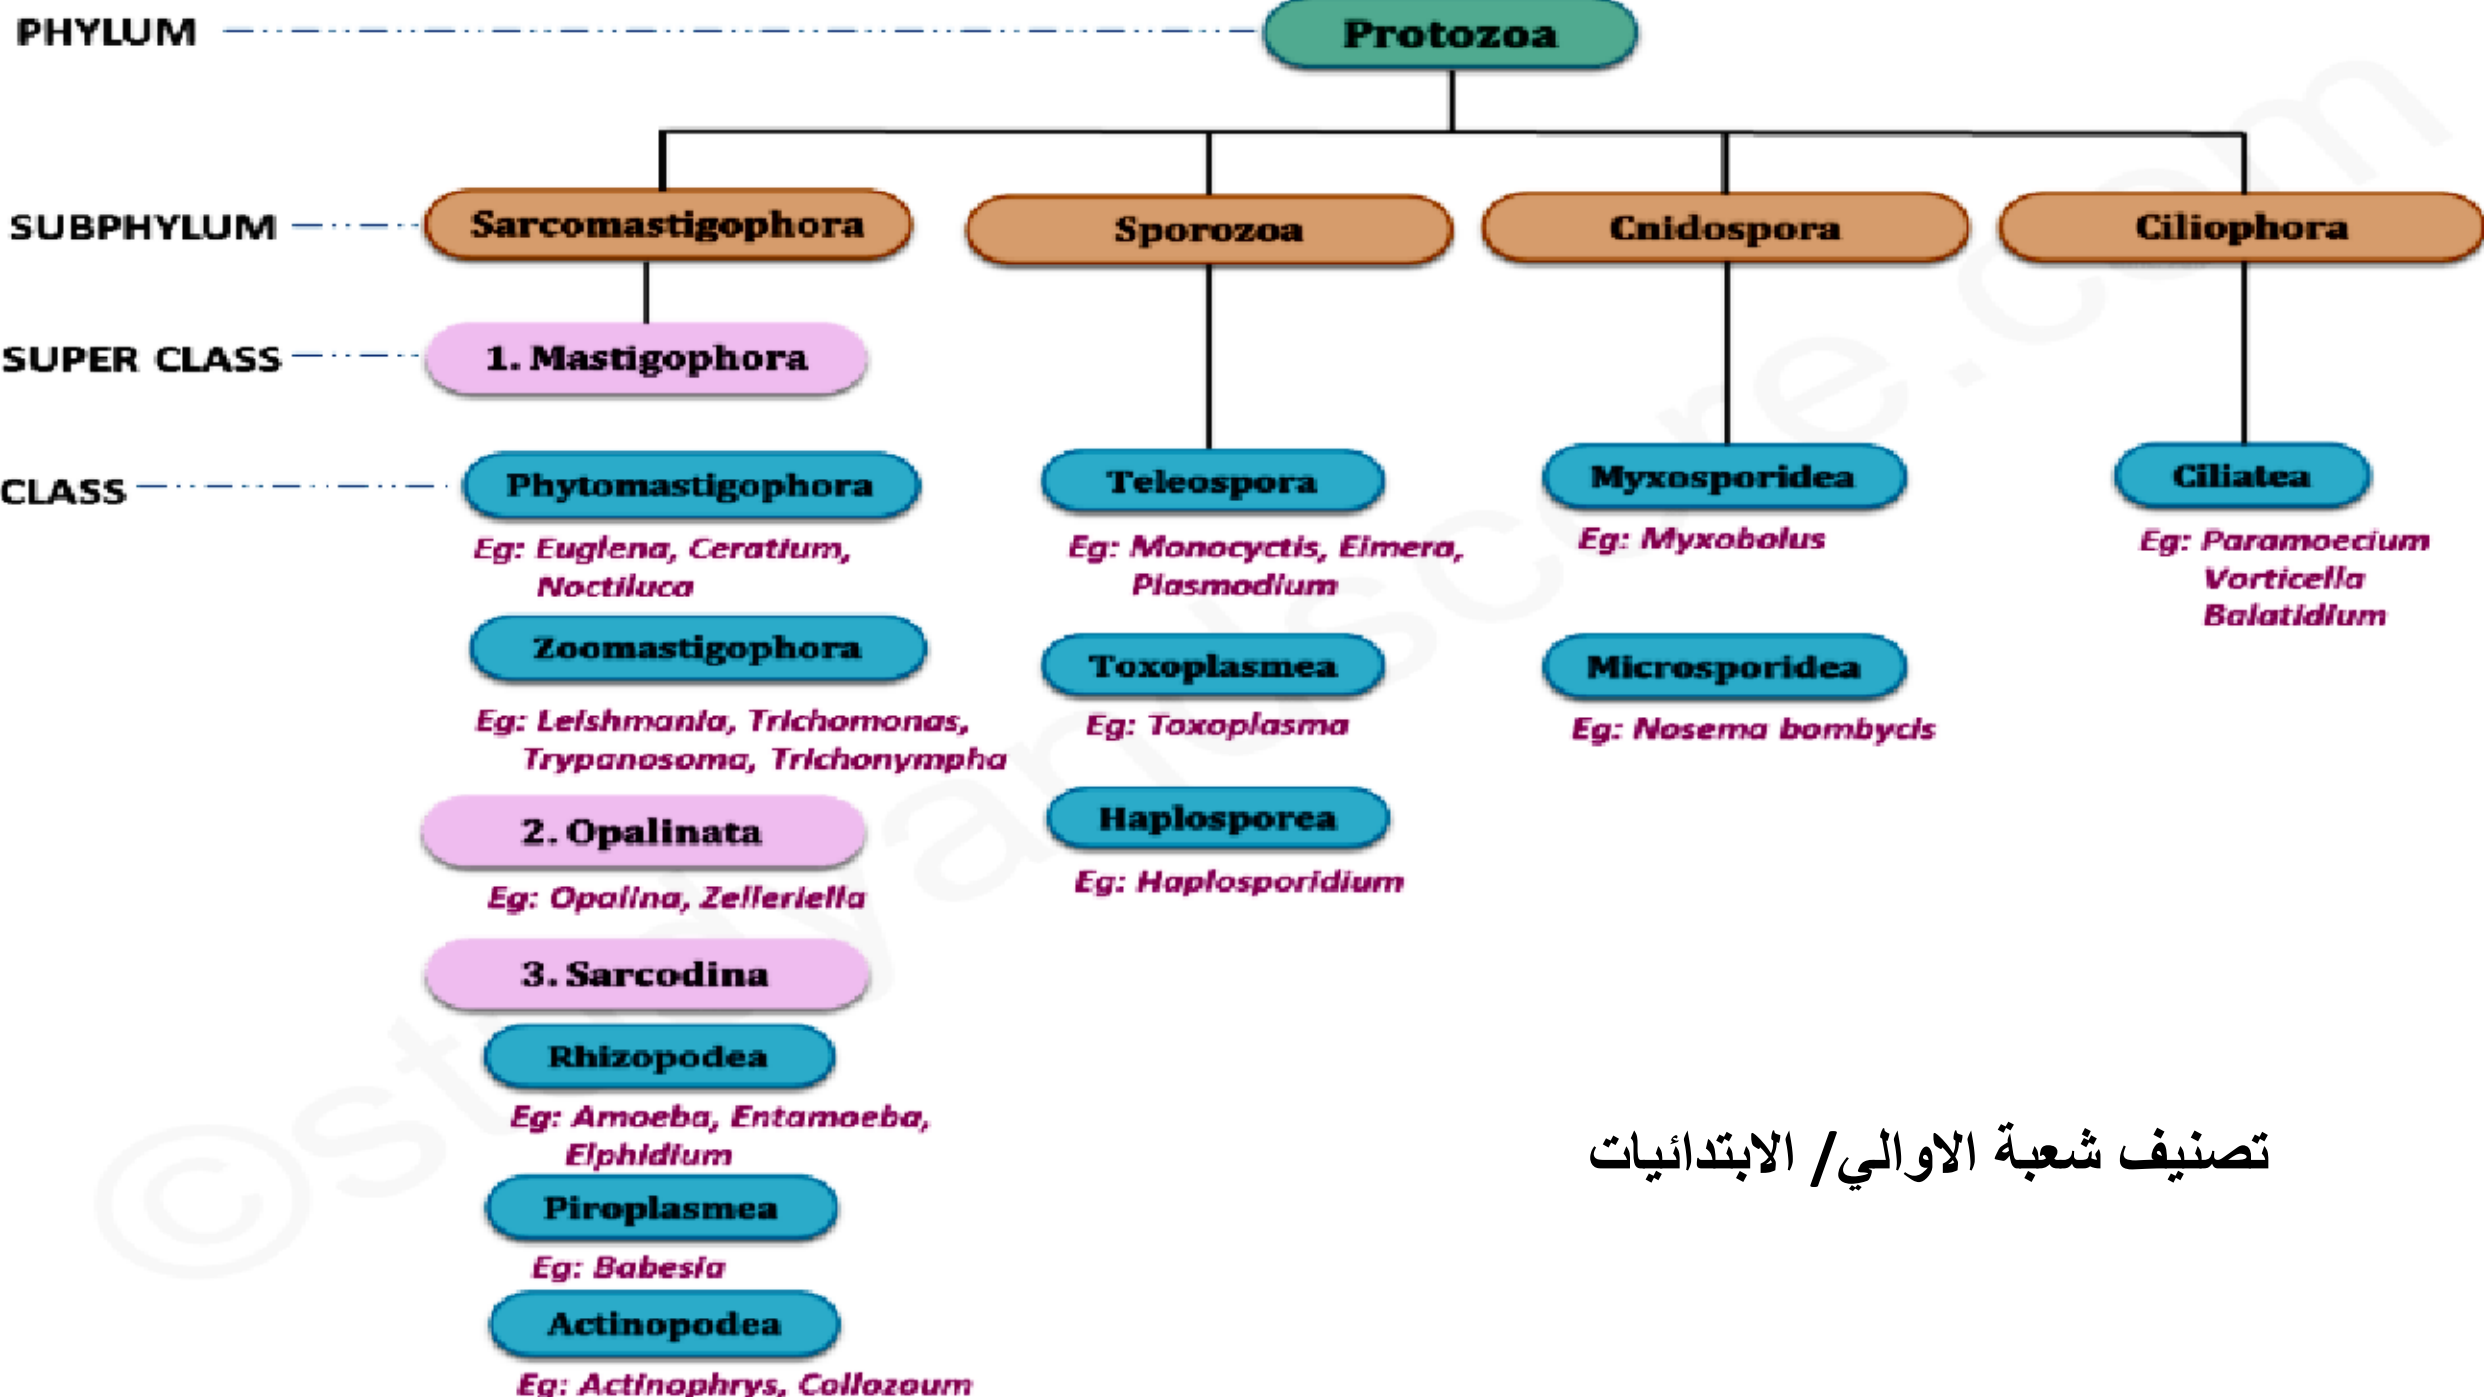 PHYLUM
Protozoa
SUBPHYLUM
Sarcomastigophora
Sporozoa
Cnidospora
Ciliophora
SUPER CLASS
1. Mastigophora
CLASS
Phytomastigophora
Eg: Euglena, Ceratium,
Noctiluca
Zoomastigophora
Eg: Leishmania, Trichomonas,
Trypanosoma, Trichonympha
2. Opalinata
Eg: Opalina, Zelleriella
3. Sarcodina
Rhizopodea
Eg: Amoeba, Entamoeba,
Elphidium
Piroplasmea
Eg: Babesia
Actinopodea
Eg: Actinophrys, Collozoum
Teleospora
Eg: Monocyctis, Eimera,
Plasmodium
Toxoplasmea
Eg: Toxoplasma
Haplosporea
Eg: Haplosporidium
Myxosporidea
Eg: Myxobolus
Microsporidea
Eg: Nosema bombycis
Ciliatea
Eg: Paramoecium
Vorticella
Balatidium
تصنيف شعبة الاوالي/ الابتدائيات
©studyandscore.com